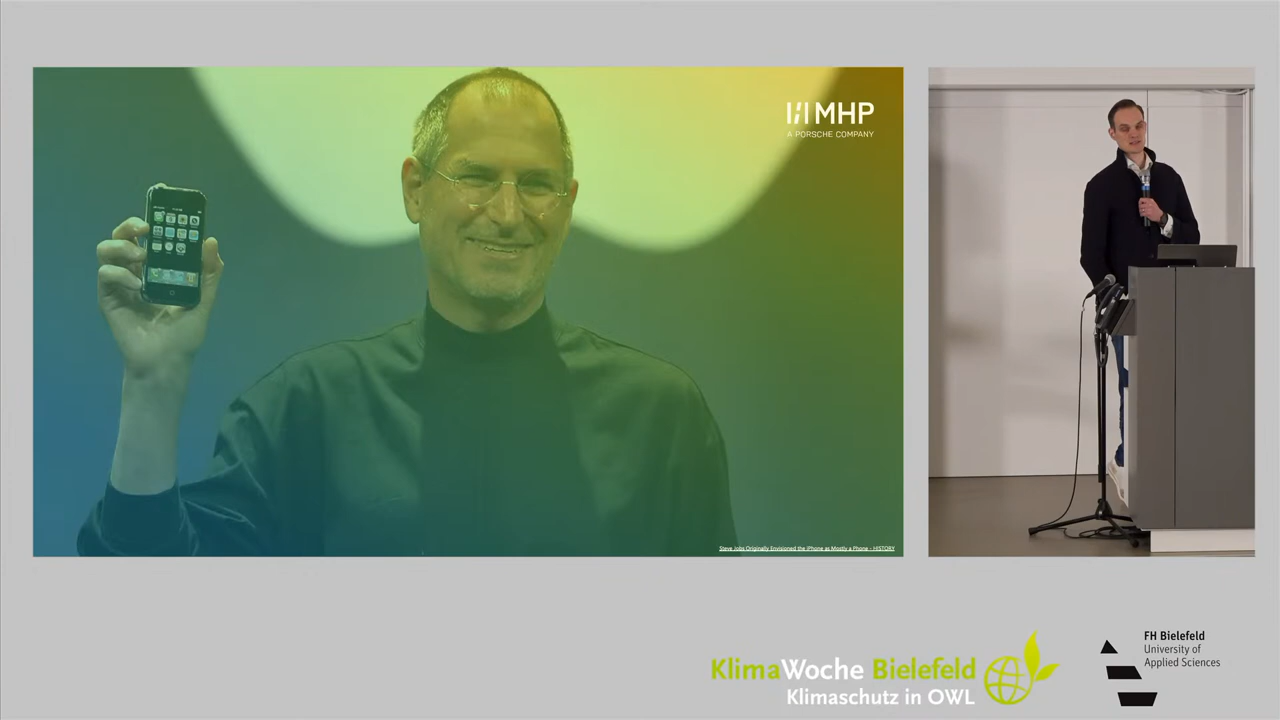 MHP
A PORSCHE COMPANY
Steve Jobs Originally Envisioned the iPhone as Mostly a Phone - HISTORY
KlimaWoche Bielefeld
Klimaschutz in OWL
FH Bielefeld
University of
Applied Sciences